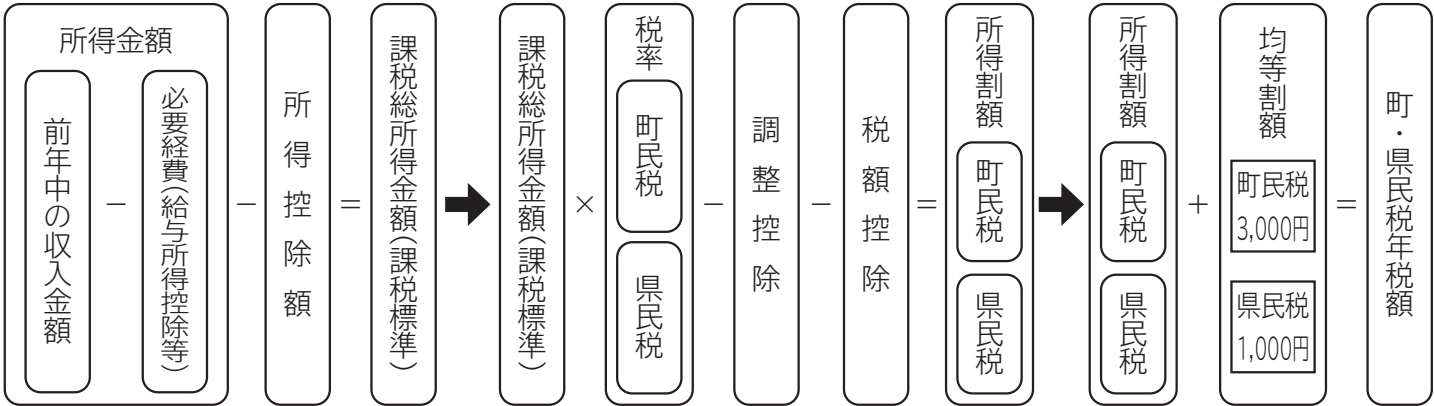 所得金額
前年中の収入金額
−
必要経費(給与所得控除等)
−
所得控除額
=
課税総所得金額(課税標準)
課税総所得金額(課税標準)
×
税率
町民税
県民税
−
調整控除
−
税額控除
=
所得割額
町民税
県民税
所得割額
町民税
県民税
+
均等割額
町民税
3,000円
県民税
1,000円
=
町・県民税年税額